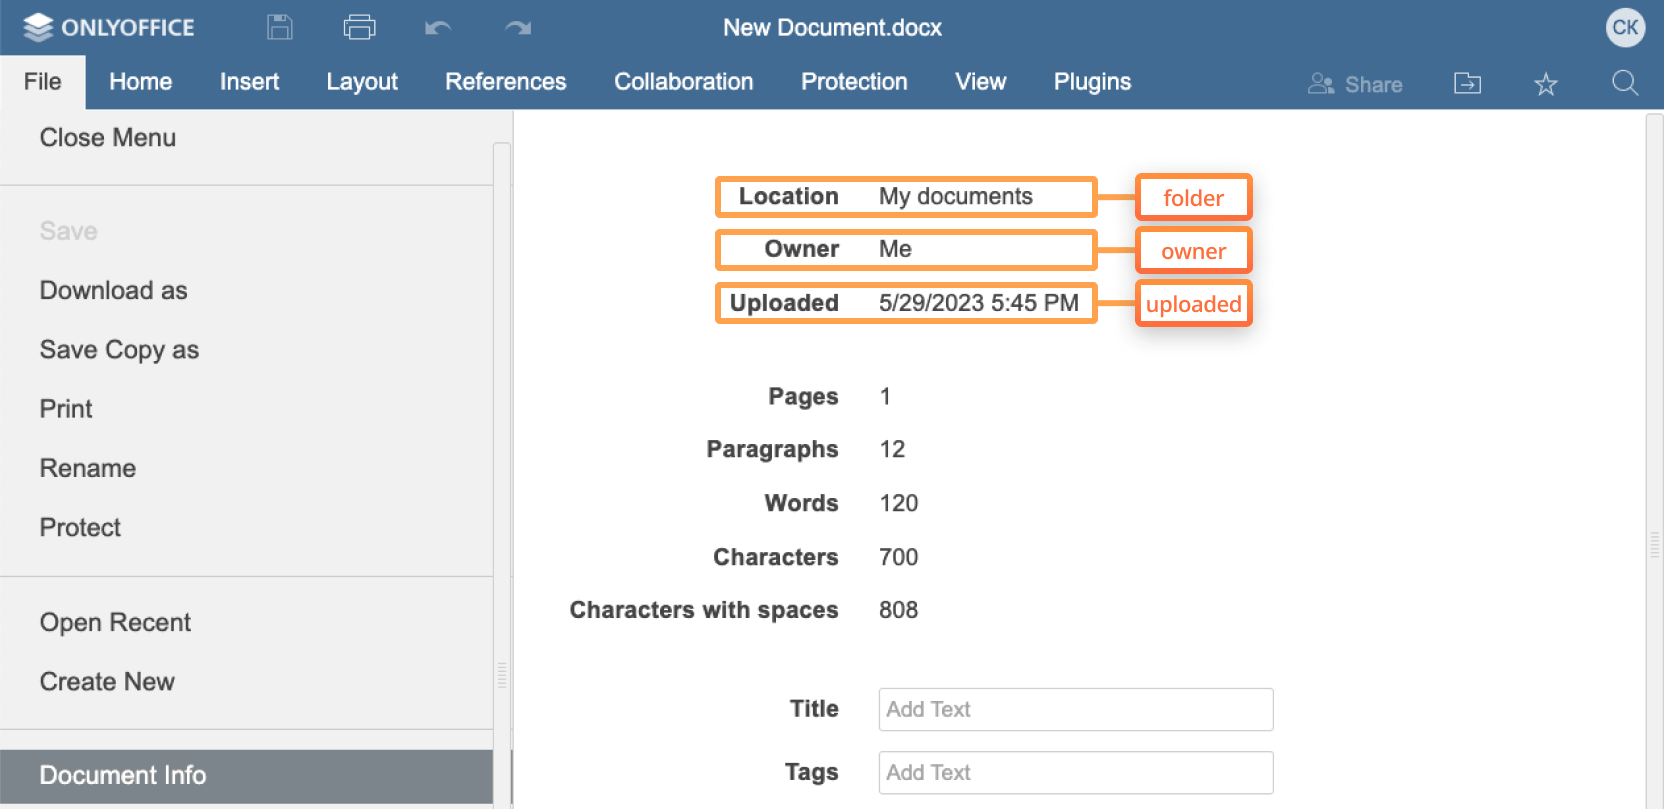 ONLYOFFICE New Document.docx CK
File Home Insert Layout References Collaboration Protection View Plugins Share
Close Menu
Save
Download as
Save Copy as
Print
Rename
Protect
Open Recent
Create New
Document Info
Location My documents folder
Owner Me owner
Uploaded 5/29/2023 5:45 PM uploaded
Pages 1
Paragraphs 12
Words 120
Characters 700
Characters with spaces 808
Title Add Text
Tags Add Text